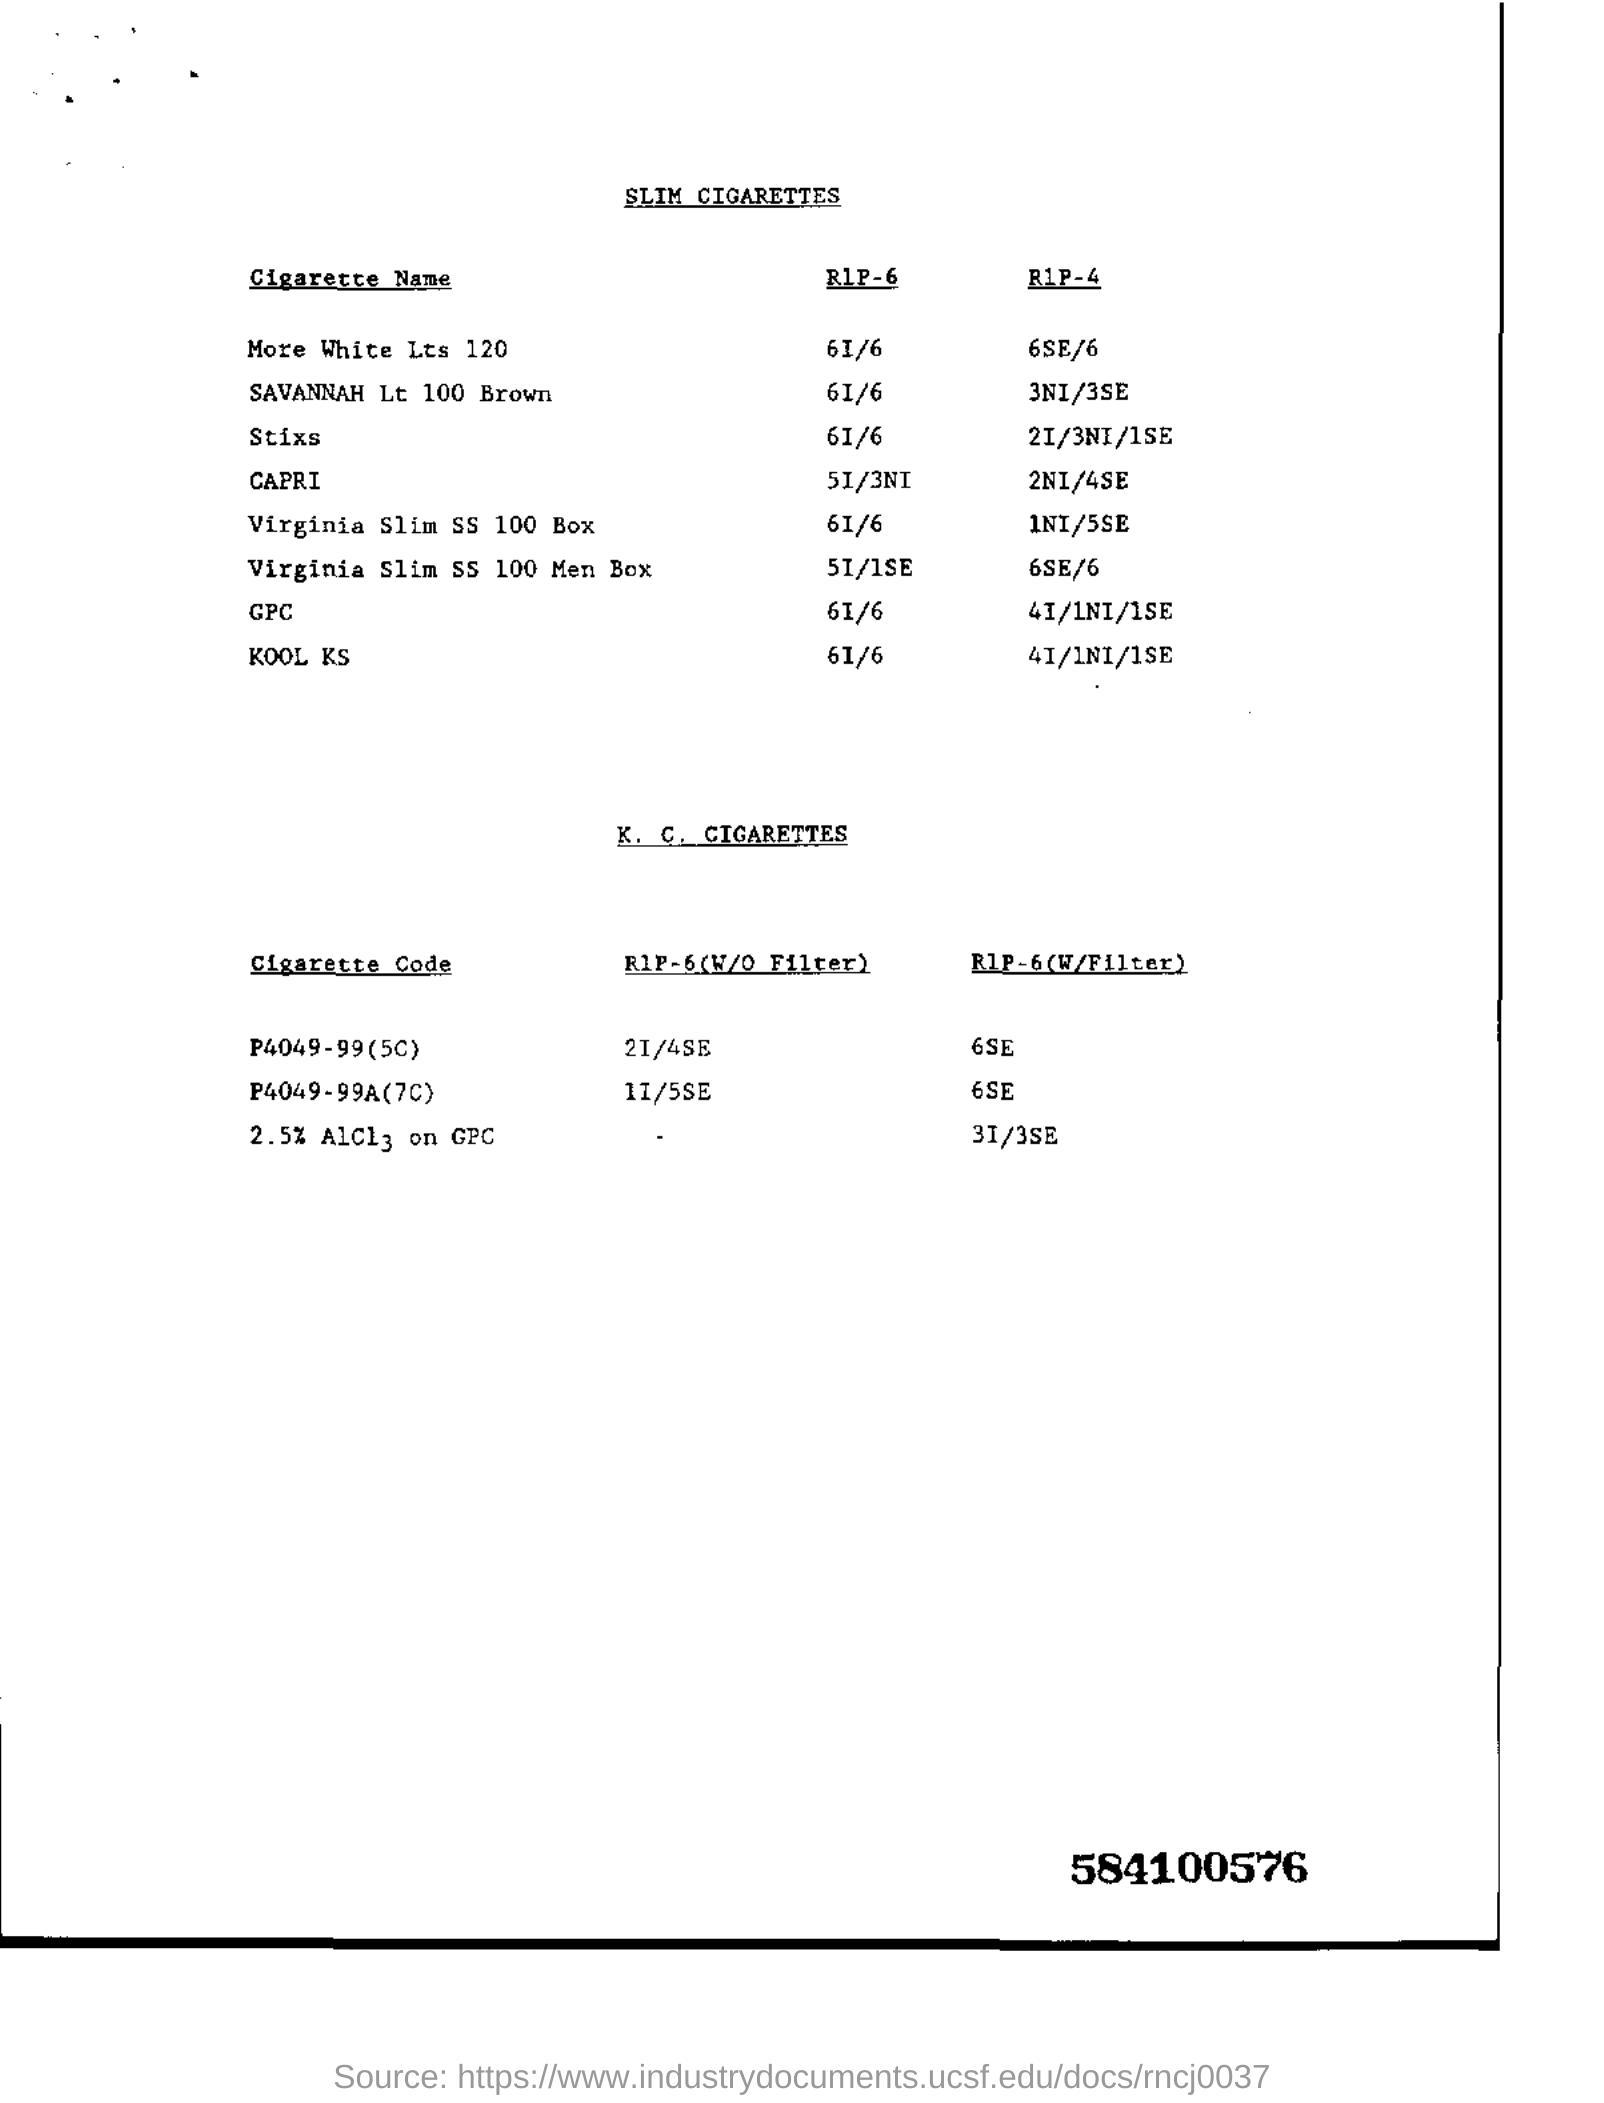 SLIM CIGARETTES
Cigarette Name R1P-6 R1P-4
More White Lts 120 6I/6 6SE/6
SAVANNAH Lt 100 Brown 6I/6 3NI/3SE
Stixs 6I/6 2I/3NI/1SE
CAPRI 5I/3NI 2NI/4SE
Virginia Slim SS 100 Box 6I/6 1NI/5SE
Virginia Slim SS 100 Men Box 5I/1SE 6SE/6
GPC 6I/6 4I/1NI/1SE
KOOL KS 6I/6 4I/1NI/1SE
K. C. CIGARETTES
Cigarette Code R1P-6(W/O Filter) R1P-6(W/Filter)
P4049-99(5C) 2I/4SE 6SE
P4049-99A(7C) 1I/5SE 6SE
2.5% AlCl3 on GPC - 3I/3SE
584100576
Source: https://www.industrydocuments.ucsf.edu/docs/rncj0037